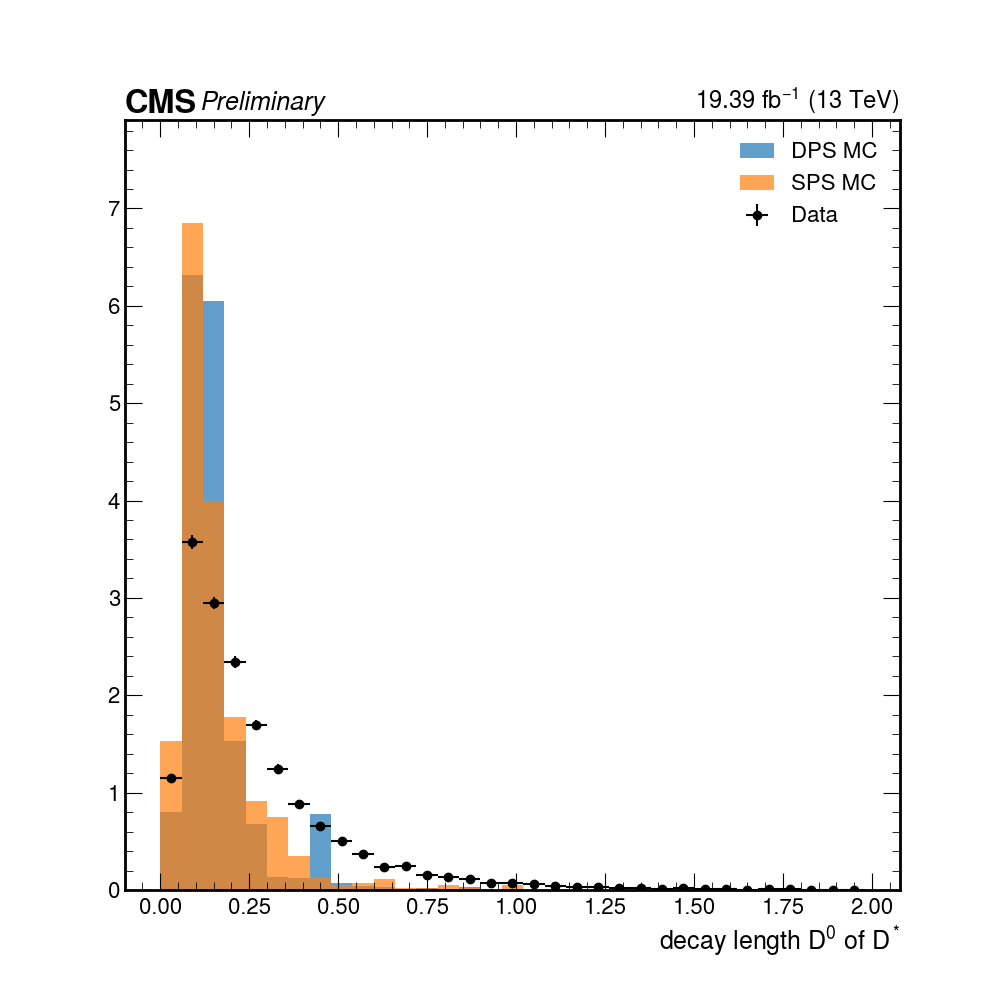 CMS Preliminary 19.39 fb⁻¹ (13 TeV)
DPS MC
SPS MC
Data
7
6
5
4
3
2
1
0
0.00 0.25 0.50 0.75 1.00 1.25 1.50 1.75 2.00
decay length D⁰ of D*